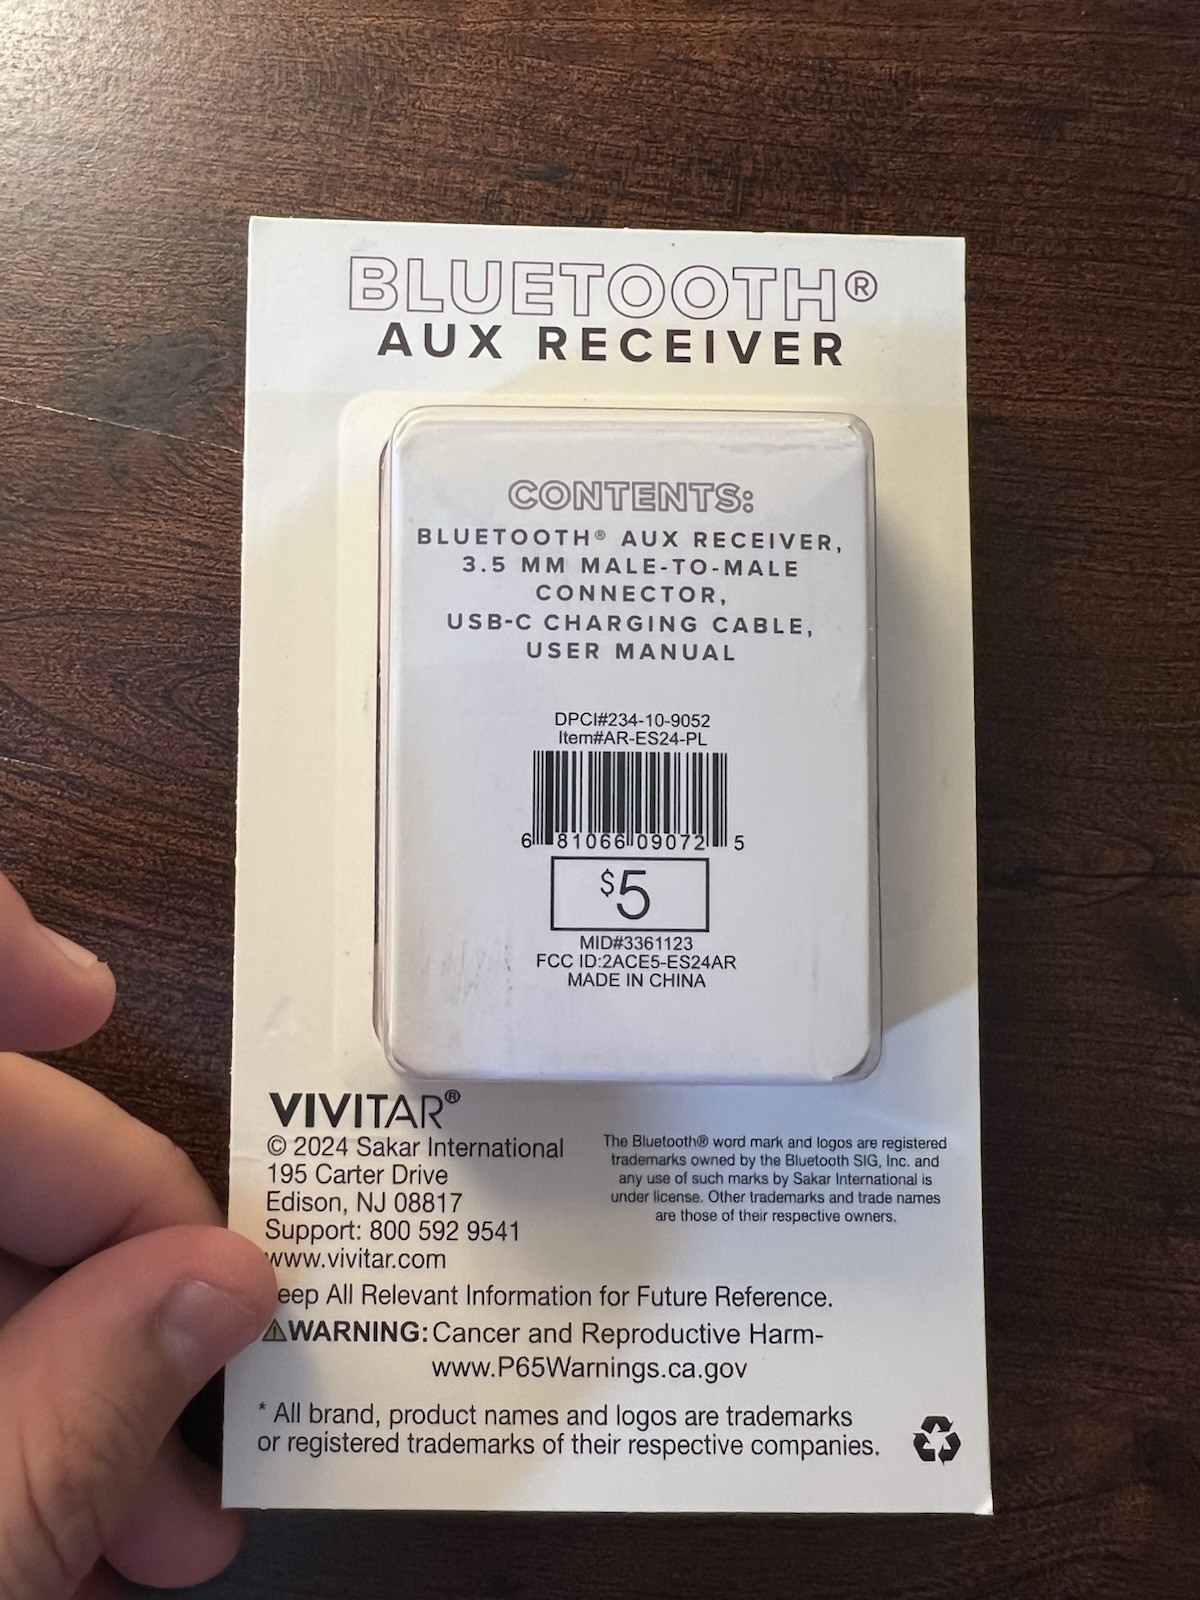 BLUETOOTH®
AUX RECEIVER
CONTENTS:
BLUETOOTH® AUX RECEIVER,
3.5 MM MALE-TO-MALE
CONNECTOR,
USB-C CHARGING CABLE,
USER MANUAL
DPCI#234-10-9052
Item#AR-ES24-PL
6 81066 09072 5
$5
MID#3361123
FCC ID:2ACE5-ES24AR
MADE IN CHINA
VIVITAR®
© 2024 Sakar International
195 Carter Drive
Edison, NJ 08817
Support: 800 592 9541
www.vivitar.com
The Bluetooth® word mark and logos are registered
trademarks owned by the Bluetooth SIG, Inc. and
any use of such marks by Sakar International is
under license. Other trademarks and trade names
are those of their respective owners.
eep All Relevant Information for Future Reference.
⚠WARNING: Cancer and Reproductive Harm-
www.P65Warnings.ca.gov
* All brand, product names and logos are trademarks
or registered trademarks of their respective companies.